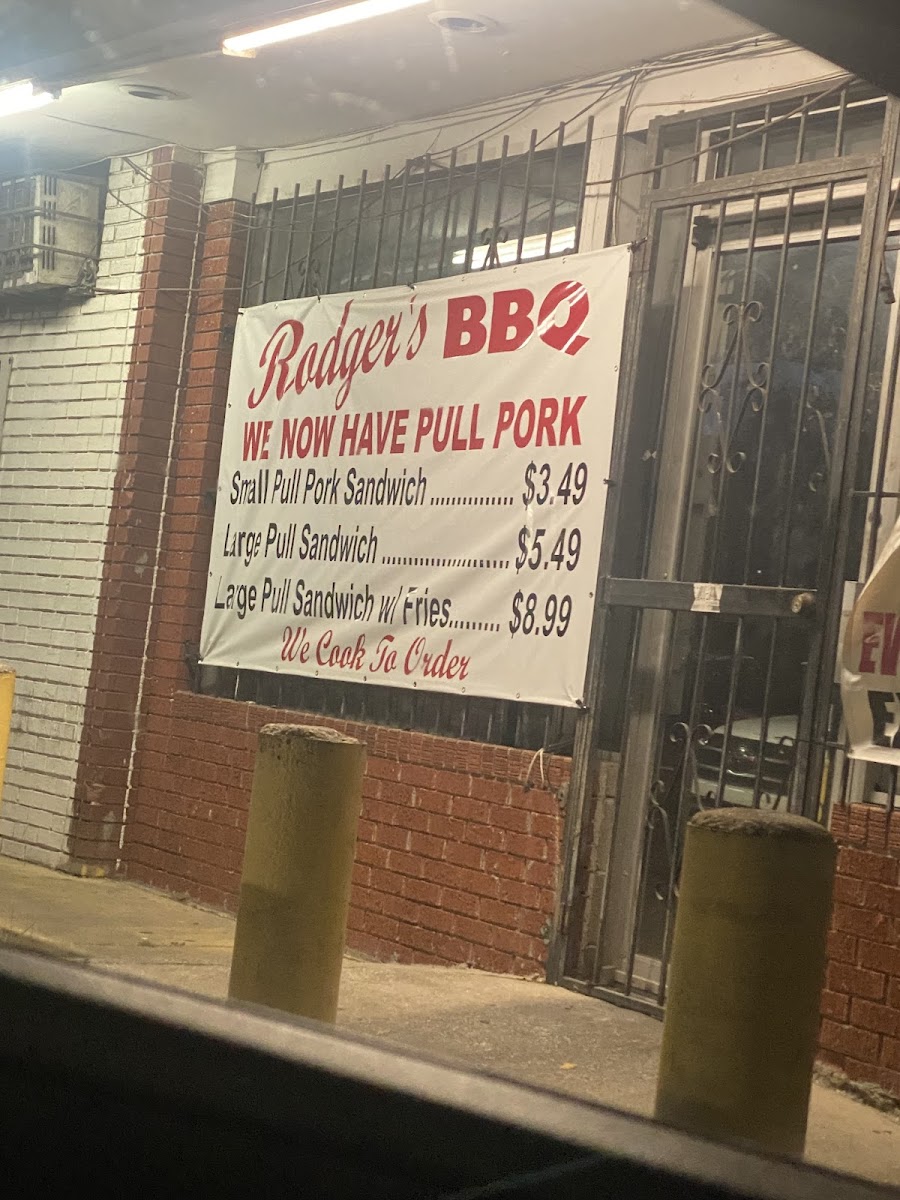 Rodger's BBQ
WE NOW HAVE PULL PORK
Small Pull Pork Sandwich .............. $3.49
Large Pull Sandwich ...................... $5.49
Large Pull Sandwich w/ Fries......... $8.99
We Cook To Order